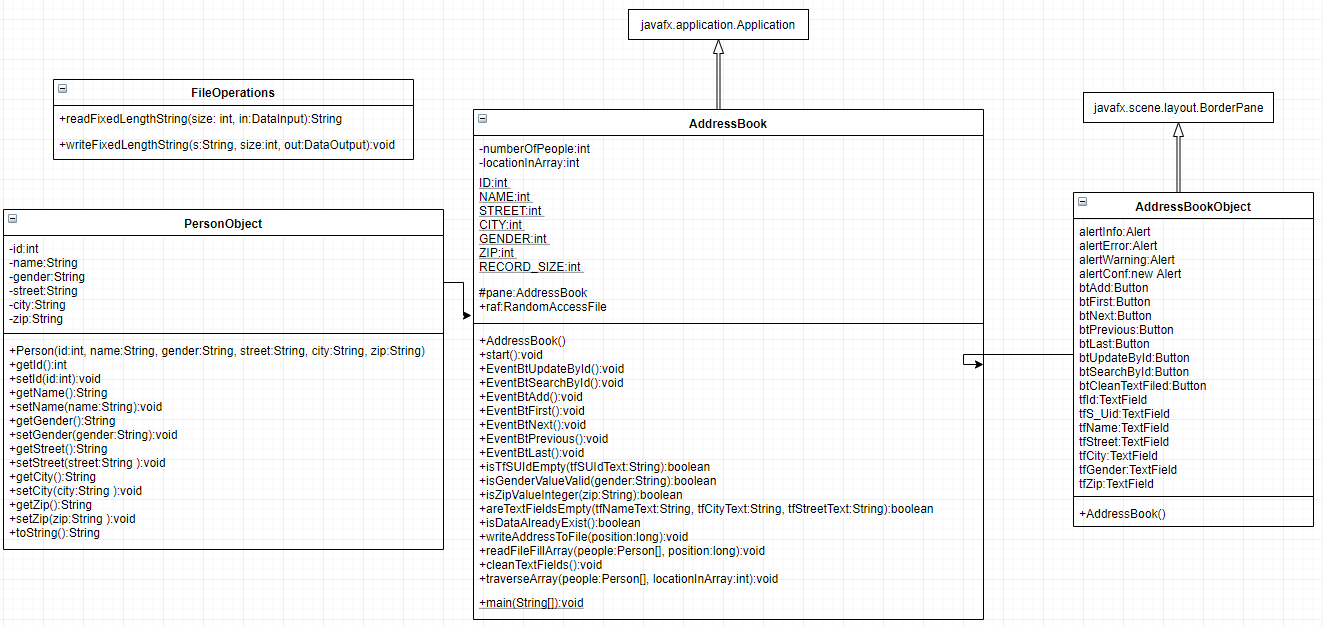 javafx.application.Application
FileOperations
+readFixedLengthString(size: int, in:DataInput):String
+writeFixedLengthString(s:String, size:int, out:DataOutput):void
PersonObject
-id:int
-name:String
-gender:String
-street:String
-city:String
-zip:String
+Person(id:int, name:String, gender:String, street:String, city:String, zip:String)
+getId():int
+setId(id:int):void
+getName():String
+setName(name:String):void
+getGender():String
+setGender(gender:String):void
+getStreet():String
+setStreet(street:String ):void
+getCity():String
+setCity(city:String ):void
+getZip():String
+setZip(zip:String ):void
+toString():String
AddressBook
-numberOfPeople:int
-locationInArray:int
ID:int
NAME:int
STREET:int
CITY:int
GENDER:int
ZIP:int
RECORD_SIZE:int
#pane:AddressBook
+raf:RandomAccessFile
+AddressBook()
+start():void
+EventBtUpdateById():void
+EventBtSearchById():void
+EventBtAdd():void
+EventBtFirst():void
+EventBtNext():void
+EventBtPrevious():void
+EventBtLast():void
+isTfSUIdEmpty(tfSUIdText:String):boolean
+isGenderValueValid(gender:String):boolean
+isZipValueInteger(zip:String):boolean
+areTextFieldsEmpty(tfNameText:String, tfCityText:String, tfStreetText:String):boolean
+isDataAlreadyExist():boolean
+writeAddressToFile(position:long):void
+readFileFillArray(people:Person[], position:long):void
+cleanTextFields():void
+traverseArray(people:Person[], locationInArray:int):void
+main(String[]):void
javafx.scene.layout.BorderPane
AddressBookObject
alertInfo:Alert
alertError:Alert
alertWarning:Alert
alertConf:new Alert
btAdd:Button
btFirst:Button
btNext:Button
btPrevious:Button
btLast:Button
btUpdateById:Button
btSearchById:Button
btCleanTextFiled:Button
tfId:TextField
tfS_Uid:TextField
tfName:TextField
tfStreet:TextField
tfCity:TextField
tfGender:TextField
tfZip:TextField
+AddressBook()